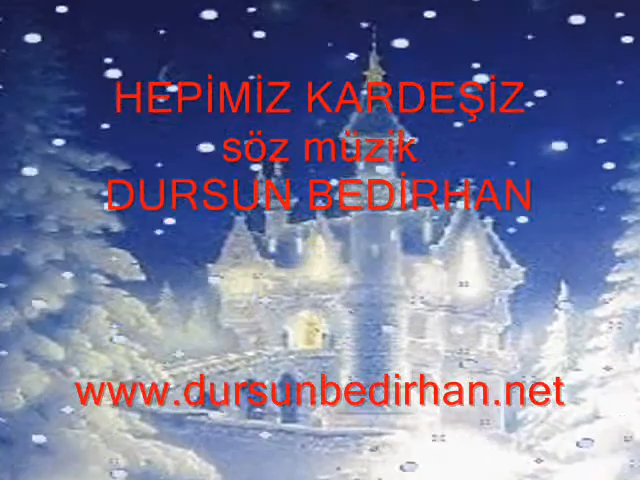 HEPİMİZ KARDEŞİZ
söz müzik
DURSUN BEDİRHAN
www.dursunbedirhan.net